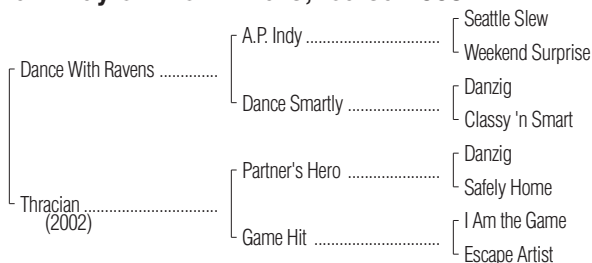 Seattle Slew
A.P. Indy ..........................
Weekend Surprise
Dance With Ravens ..............
Danzig
Dance Smartly .......................
Classy 'n Smart
Danzig
Partner's Hero .......................
Safely Home
Thracian .................................
(2002)
I Am the Game
Game Hit ...............................
Escape Artist